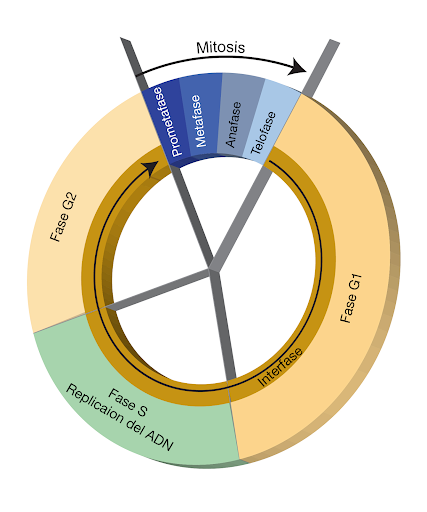 Mitosis
Prometafase
Metafase
Anafase
Telofase
Fase G1
Interfase
Fase S
Replicaion del ADN
Fase G2